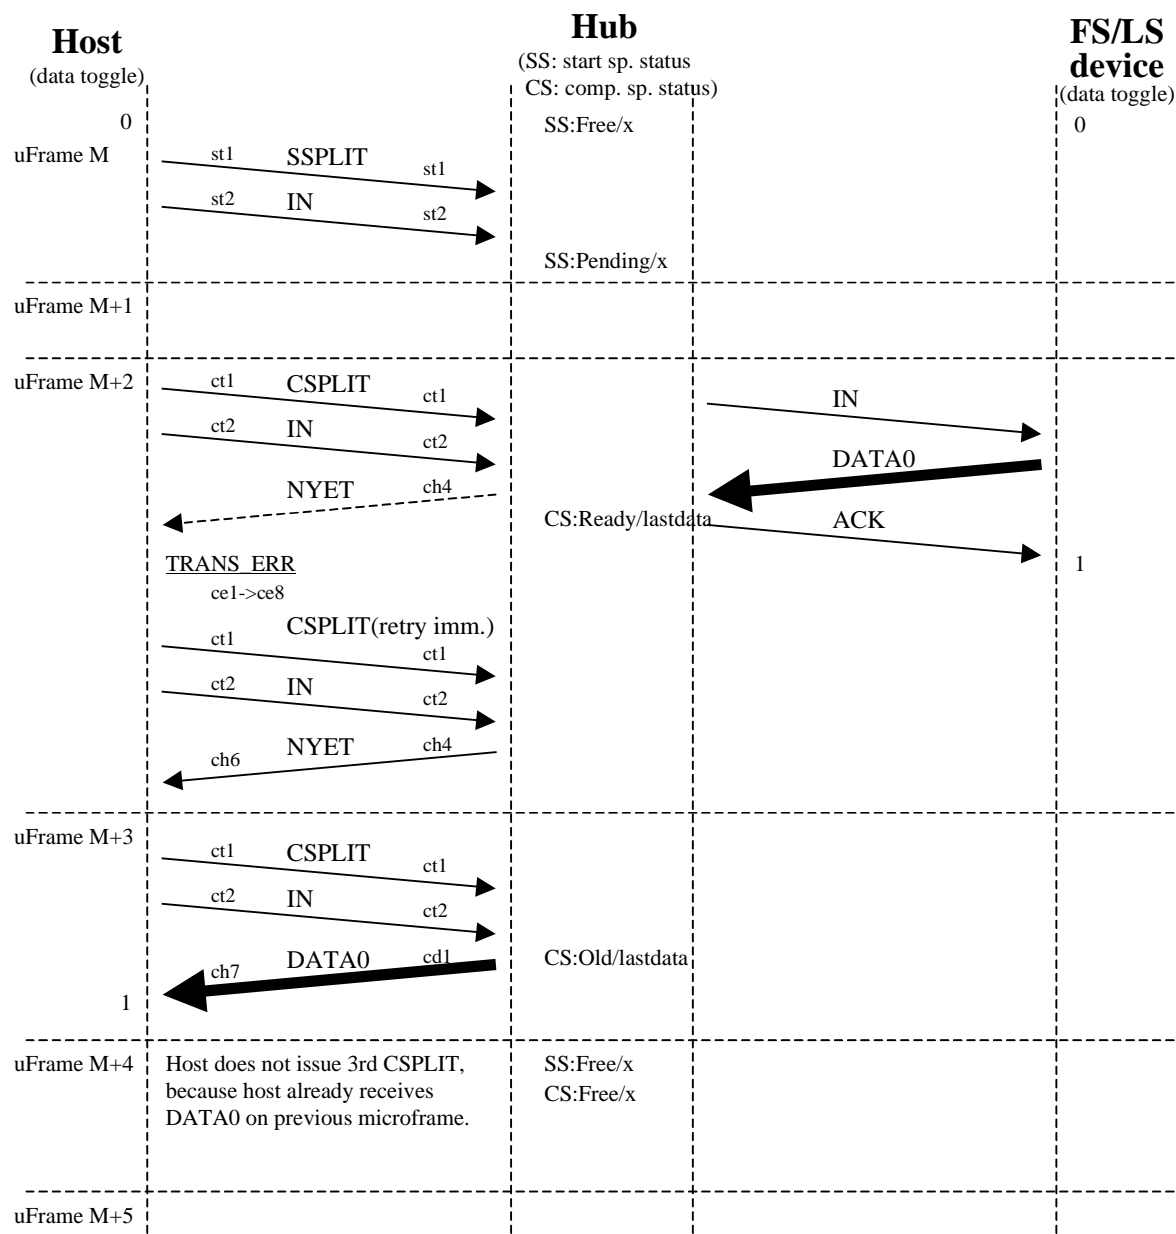 Host
(data toggle)
Hub
(SS: start sp. status
CS: comp. sp. status)
FS/LS
device
(data toggle)
0
SS:Free/x
0
uFrame M
st1
SSPLIT
st1
st2
IN
st2
SS:Pending/x
uFrame M+1
uFrame M+2
ct1
CSPLIT
ct1
IN
ct2
IN
ct2
DATA0
NYET
ch4
CS:Ready/lastdata
ACK
TRANS_ERR
1
ce1->ce8
CSPLIT(retry imm.)
ct1
ct1
ct2
IN
ct2
NYET
ch4
ch6
uFrame M+3
ct1
CSPLIT
ct1
ct2
IN
ct2
DATA0
cd1
CS:Old/lastdata
ch7
1
uFrame M+4
Host does not issue 3rd CSPLIT,
because host already receives
DATA0 on previous microframe.
SS:Free/x
CS:Free/x
uFrame M+5